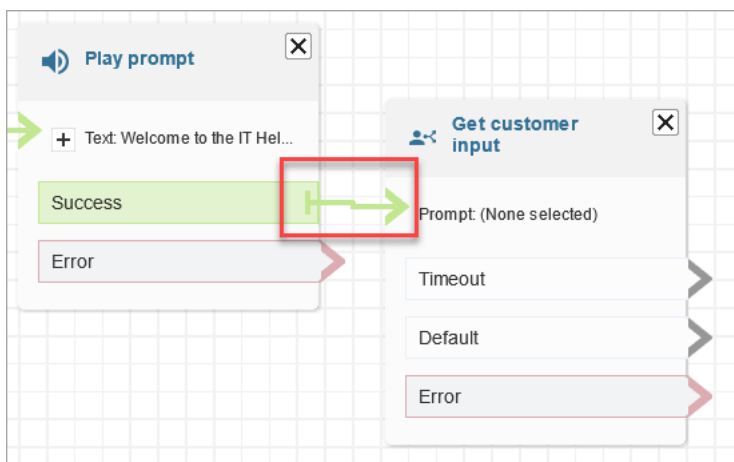 Play prompt
Text: Welcome to the IT Hel...
Success
Error
Get customer
input
Prompt: (None selected)
Timeout
Default
Error